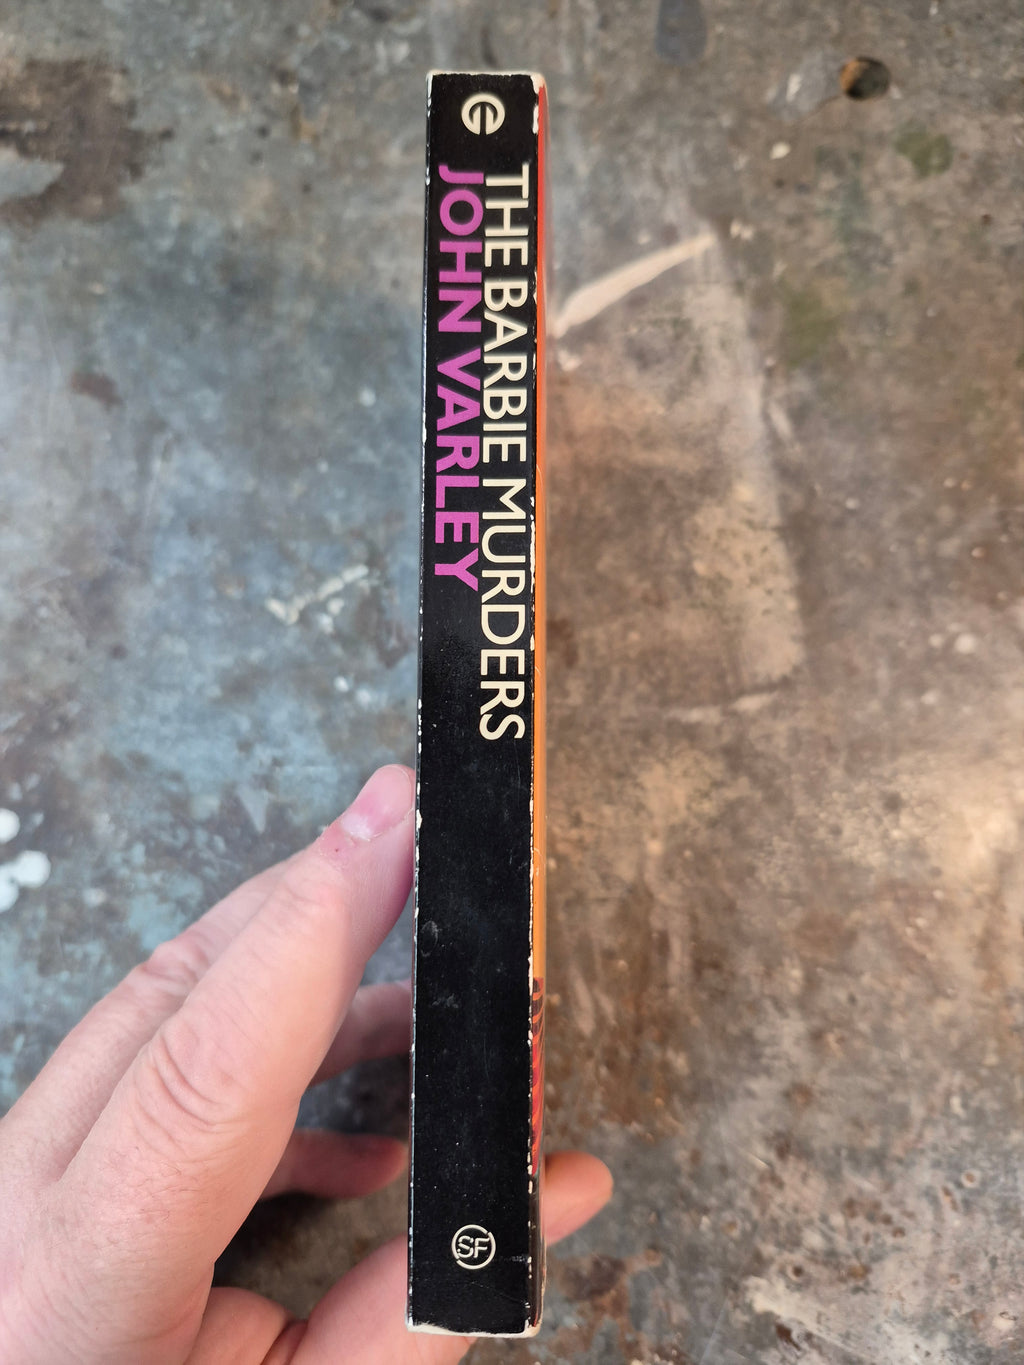 THE BARBIE MURDERS
JOHN VARLEY
SF